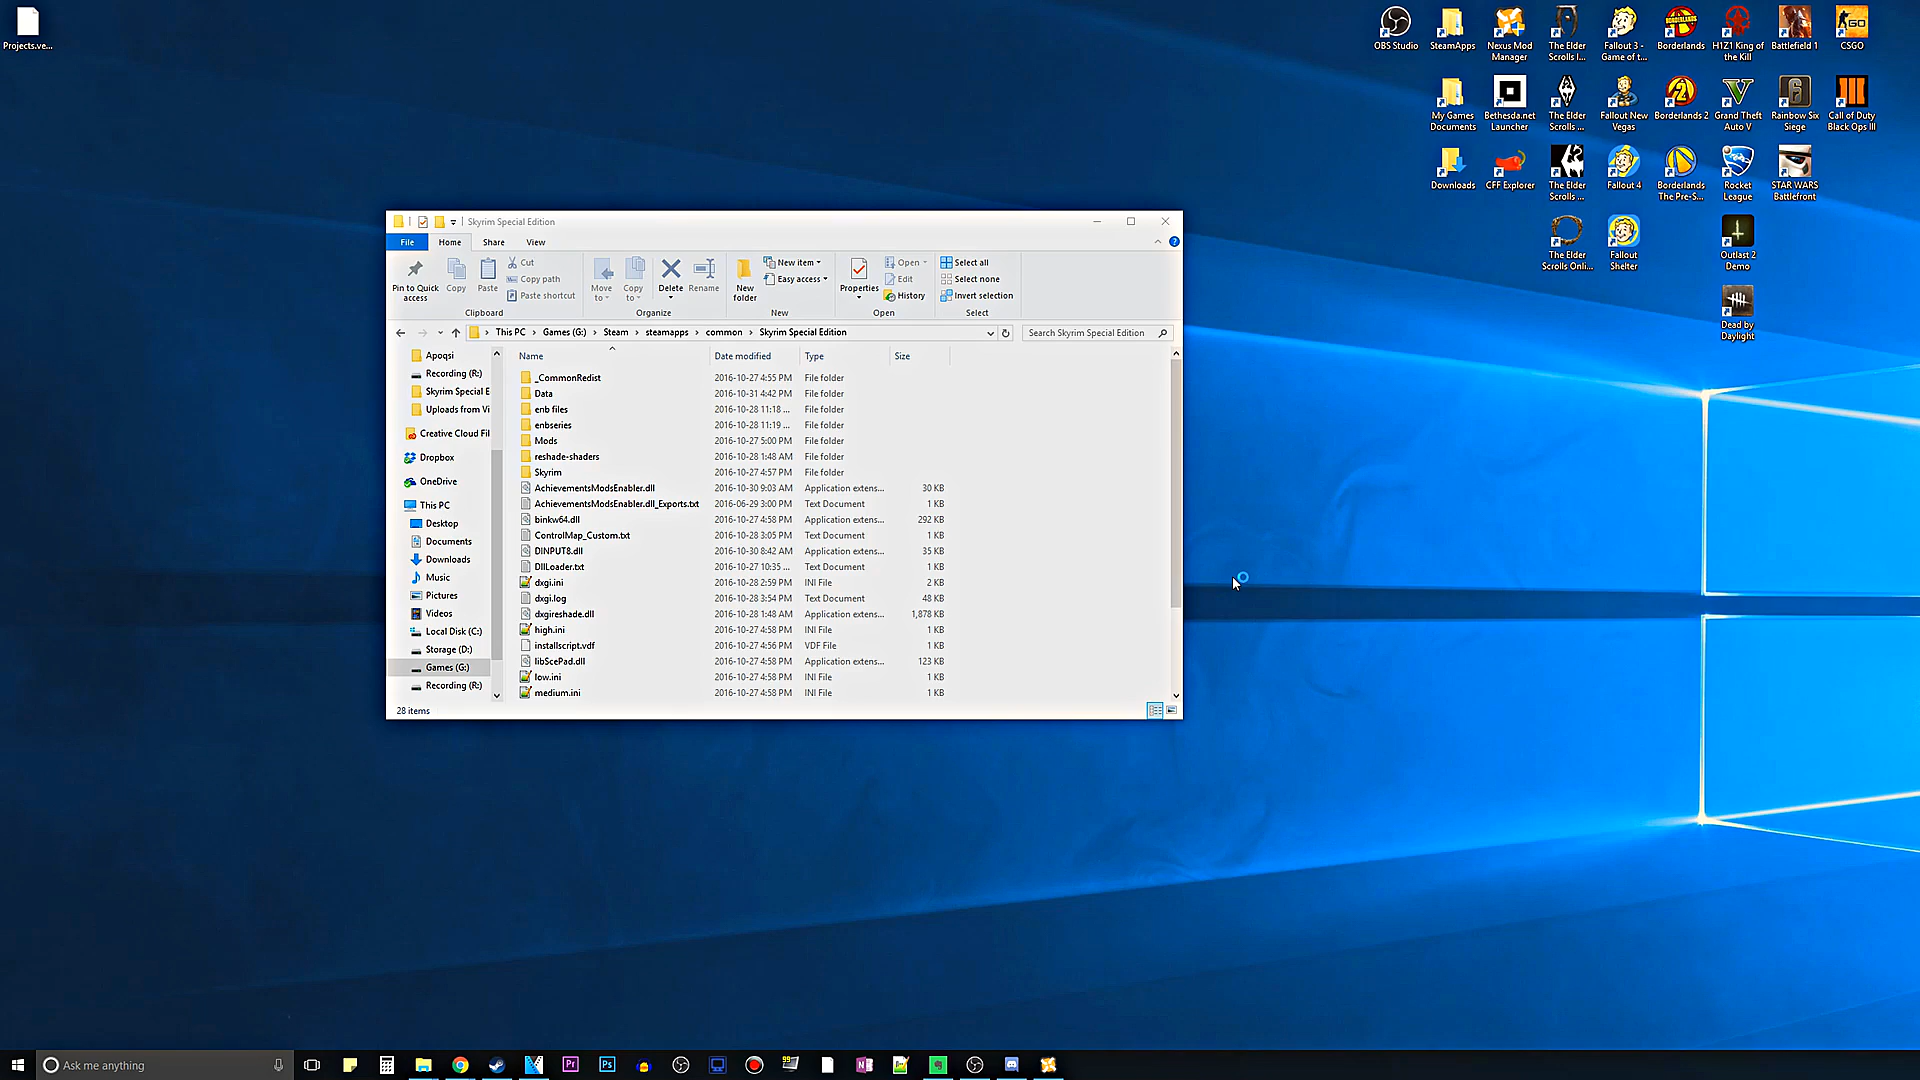 Projects.ve...
OBS Studio
SteamApps
Nexus Mod
Manager
The Elder
Scrolls I...
Fallout 3 -
Game of t...
Borderlands
H1Z1 King of
the Kill
Battlefield 1
CSGO
My Games
Documents
Bethesda.net
Launcher
The Elder
Scrolls ...
Fallout New
Vegas
Borderlands 2
Grand Theft
Auto V
Rainbow Six
Siege
Call of Duty
Black Ops III
Downloads
CFF Explorer
The Elder
Scrolls ...
Fallout 4
Borderlands
The Pre-S...
Rocket
League
STAR WARS
Battlefront
The Elder
Scrolls Onli...
Fallout
Shelter
Outlast 2
Demo
Dead by
Daylight
Skyrim Special Edition
File Home Share View
Pin to Quick
access
Copy
Paste
Cut
Copy path
Paste shortcut
Clipboard
Move
to
Copy
to
Delete
Rename
Organize
New
folder
New item
Easy access
New
Properties
Open
Edit
History
Open
Select all
Select none
Invert selection
Select
This PC > Games (G:) > Steam > steamapps > common > Skyrim Special Edition
Search Skyrim Special Edition
Apoqsi
Recording (R:)
Skyrim Special E
Uploads from Vi
Creative Cloud Fil
Dropbox
OneDrive
This PC
Desktop
Documents
Downloads
Music
Pictures
Videos
Local Disk (C:)
Storage (D:)
Games (G:)
Recording (R:)
Name Date modified Type Size
_CommonRedist 2016-10-27 4:55 PM File folder
Data 2016-10-31 4:42 PM File folder
enb files 2016-10-28 11:18 ... File folder
enbseries 2016-10-28 11:19 ... File folder
Mods 2016-10-27 5:00 PM File folder
reshade-shaders 2016-10-28 1:48 AM File folder
Skyrim 2016-10-27 4:57 PM File folder
AchievementsModsEnabler.dll 2016-10-30 9:03 AM Application extens... 30 KB
AchievementsModsEnabler.dll_Exports.txt 2016-06-29 3:00 PM Text Document 1 KB
binkw64.dll 2016-10-27 4:58 PM Application extens... 292 KB
ControlMap_Custom.txt 2016-10-28 3:05 PM Text Document 1 KB
DINPUT8.dll 2016-10-30 8:42 AM Application extens... 35 KB
DllLoader.txt 2016-10-27 10:35 ... Text Document 1 KB
dxgi.ini 2016-10-28 2:59 PM INI File 2 KB
dxgi.log 2016-10-28 3:54 PM Text Document 48 KB
dxgireshade.dll 2016-10-28 1:48 AM Application extens... 1,878 KB
high.ini 2016-10-27 4:58 PM INI File 1 KB
installscript.vdf 2016-10-27 4:56 PM VDF File 1 KB
libScePad.dll 2016-10-27 4:58 PM Application extens... 123 KB
low.ini 2016-10-27 4:58 PM INI File 1 KB
medium.ini 2016-10-27 4:58 PM INI File 1 KB
28 items
Ask me anything